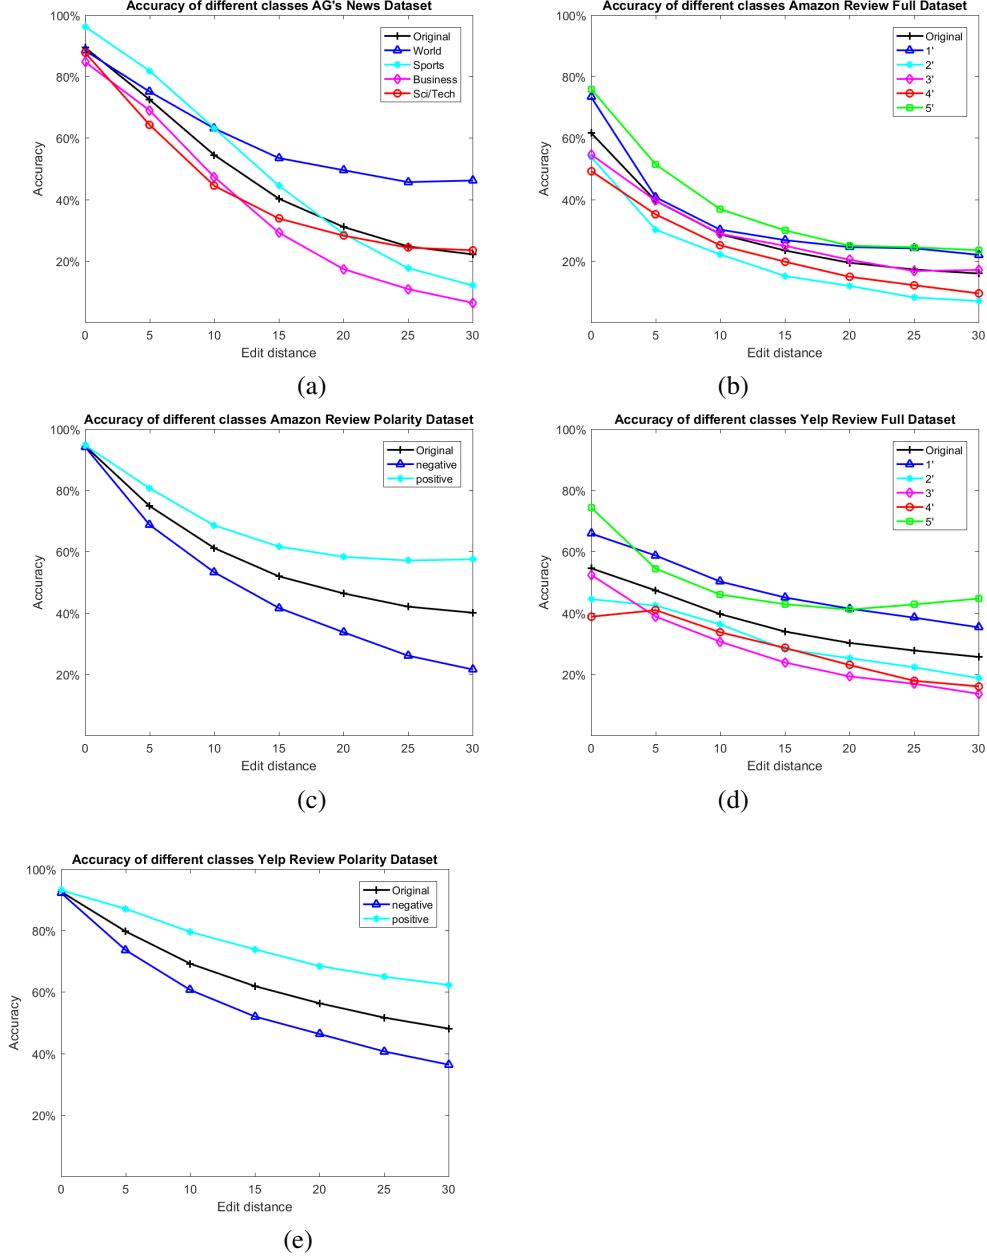 Accuracy of different classes AG's News Dataset
100%
80%
60%
40%
20%
Accuracy
0 5 10 15 20 25 30
Edit distance
Original
World
Sports
Business
Sci/Tech
(a)
Accuracy of different classes Amazon Review Full Dataset
100%
80%
60%
40%
20%
Accuracy
0 5 10 15 20 25 30
Edit distance
Original
1'
2'
3'
4'
5'
(b)
Accuracy of different classes Amazon Review Polarity Dataset
100%
80%
60%
40%
20%
Accuracy
0 5 10 15 20 25 30
Edit distance
Original
negative
positive
(c)
Accuracy of different classes Yelp Review Full Dataset
100%
80%
60%
40%
20%
Accuracy
0 5 10 15 20 25 30
Edit distance
Original
1'
2'
3'
4'
5'
(d)
Accuracy of different classes Yelp Review Polarity Dataset
100%
80%
60%
40%
20%
Accuracy
0 5 10 15 20 25 30
Edit distance
Original
negative
positive
(e)